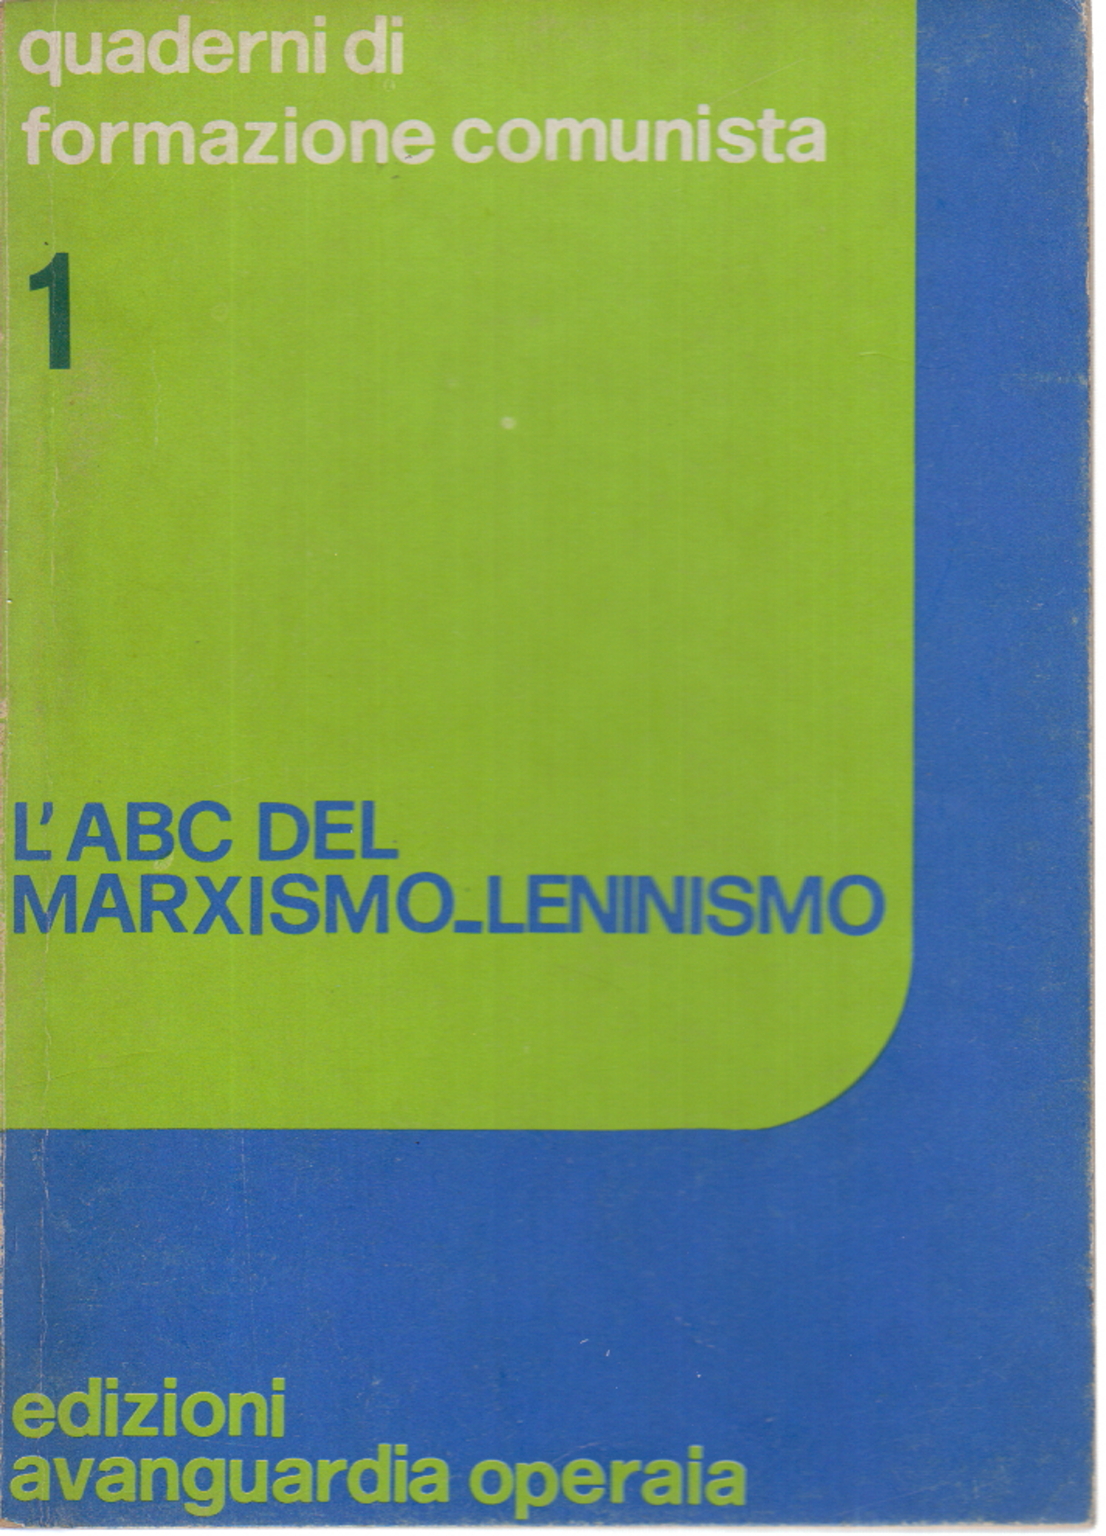 quaderni di
formazione comunista
1
L'ABC DEL
MARXISMO-LENINISMO
edizioni
avanguardia operaia